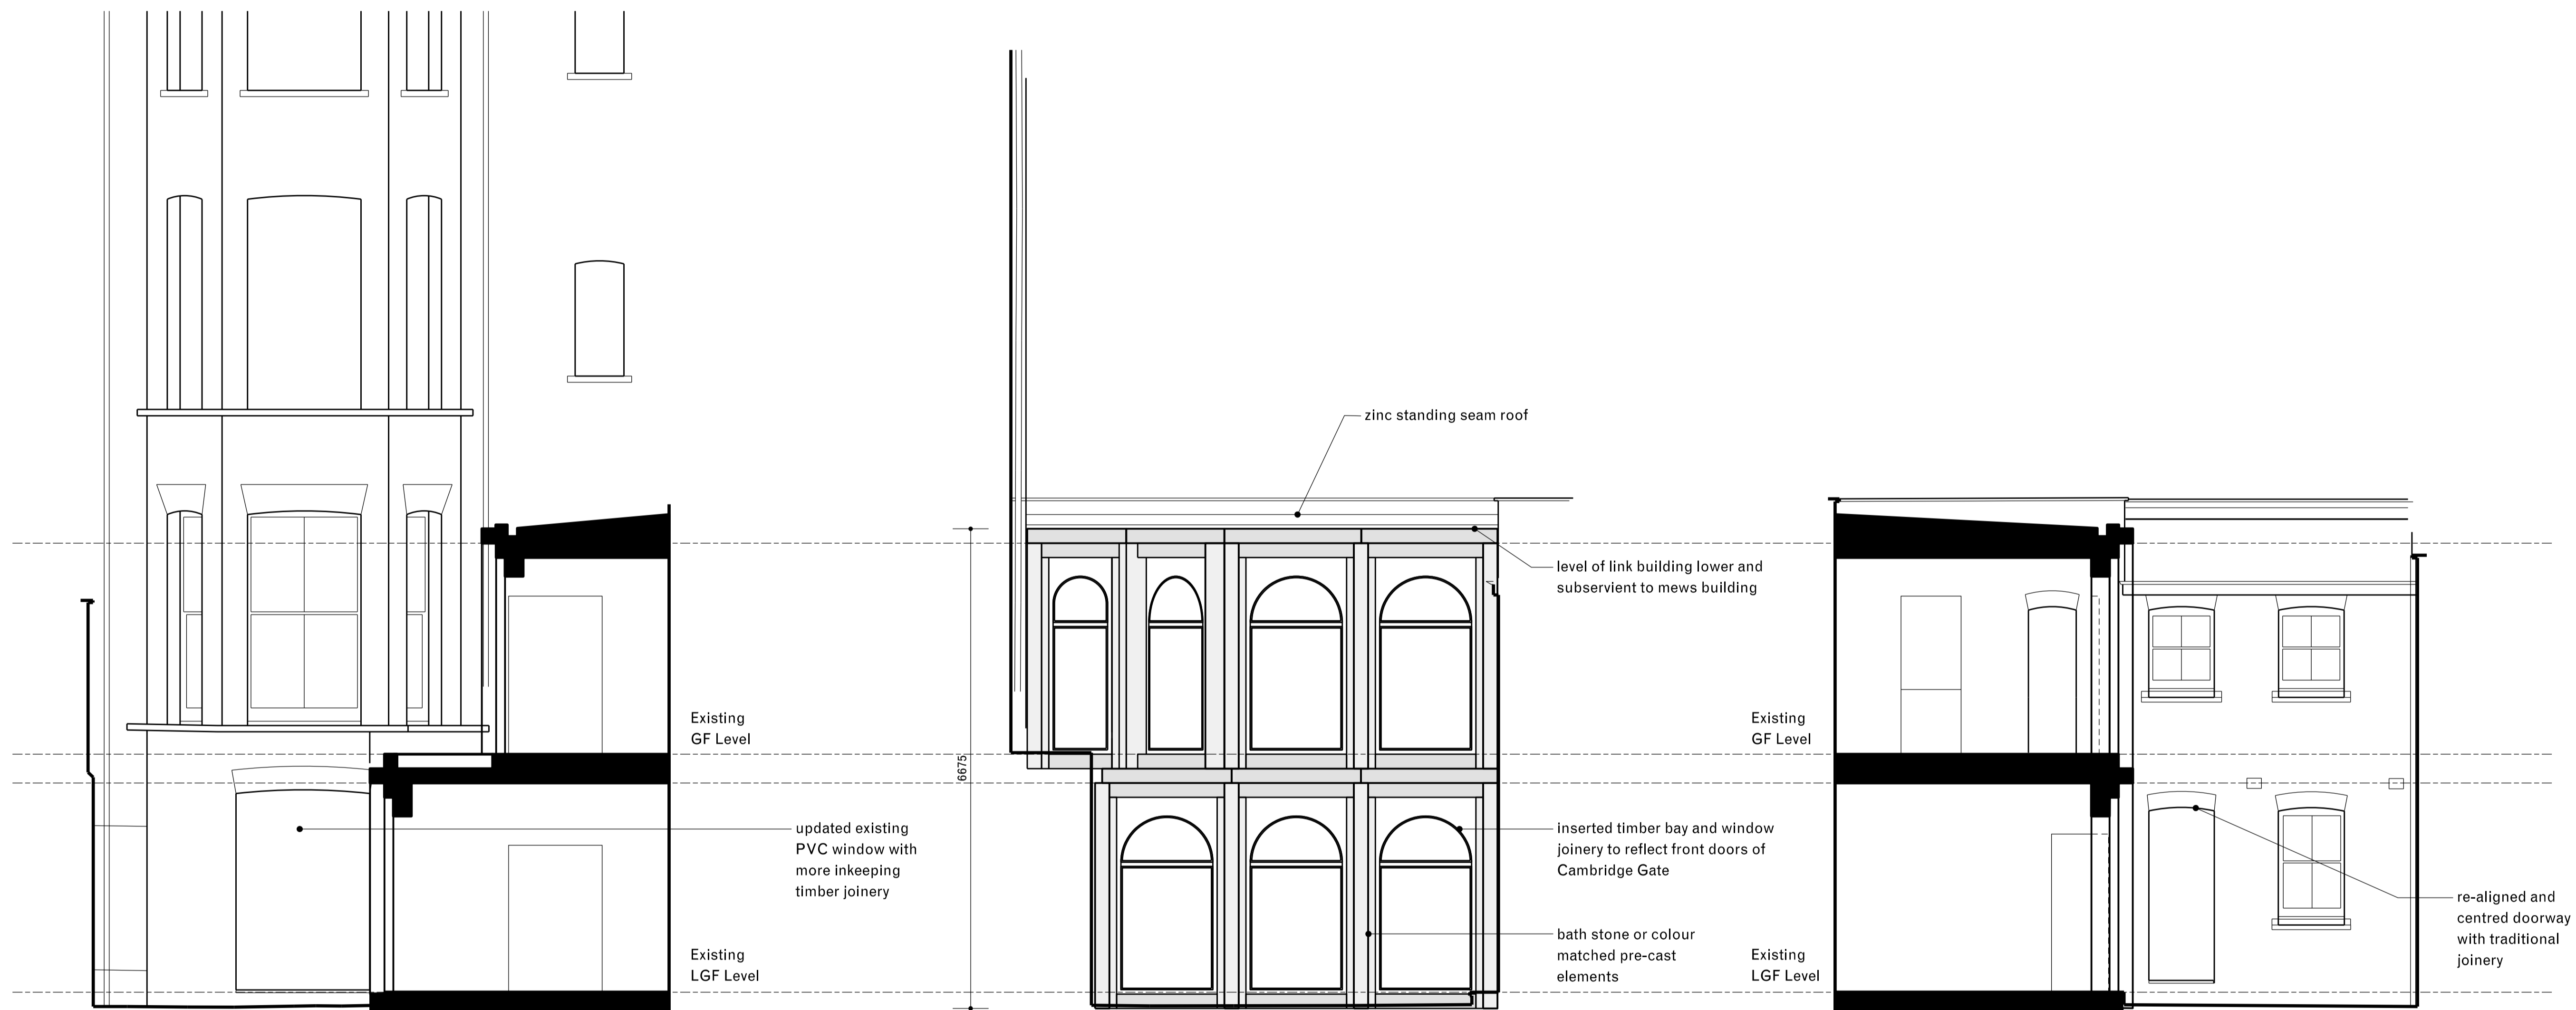 zinc standing seam roof
level of link building lower and
subservient to mews building
Existing
GF Level
6675
Existing
GF Level
updated existing
PVC window with
more inkeeping
timber joinery
inserted timber bay and window
joinery to reflect front doors of
Cambridge Gate
re-aligned and
centred doorway
with traditional
joinery
bath stone or colour
matched pre-cast
elements
Existing
LGF Level
Existing
LGF Level